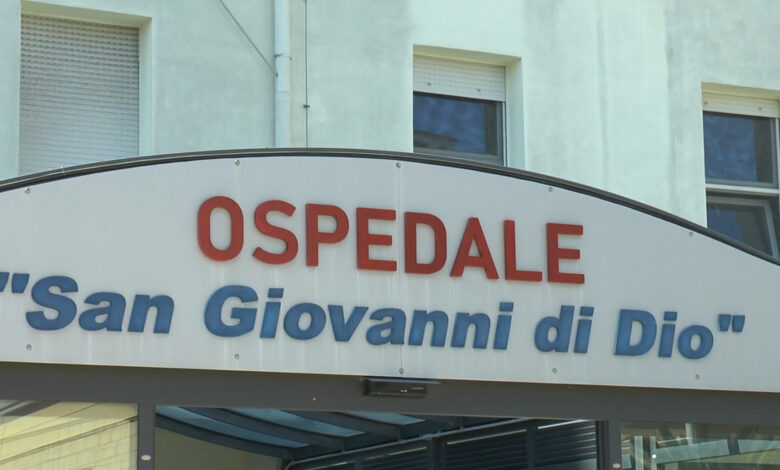 OSPEDALE
"San Giovanni di Dio"